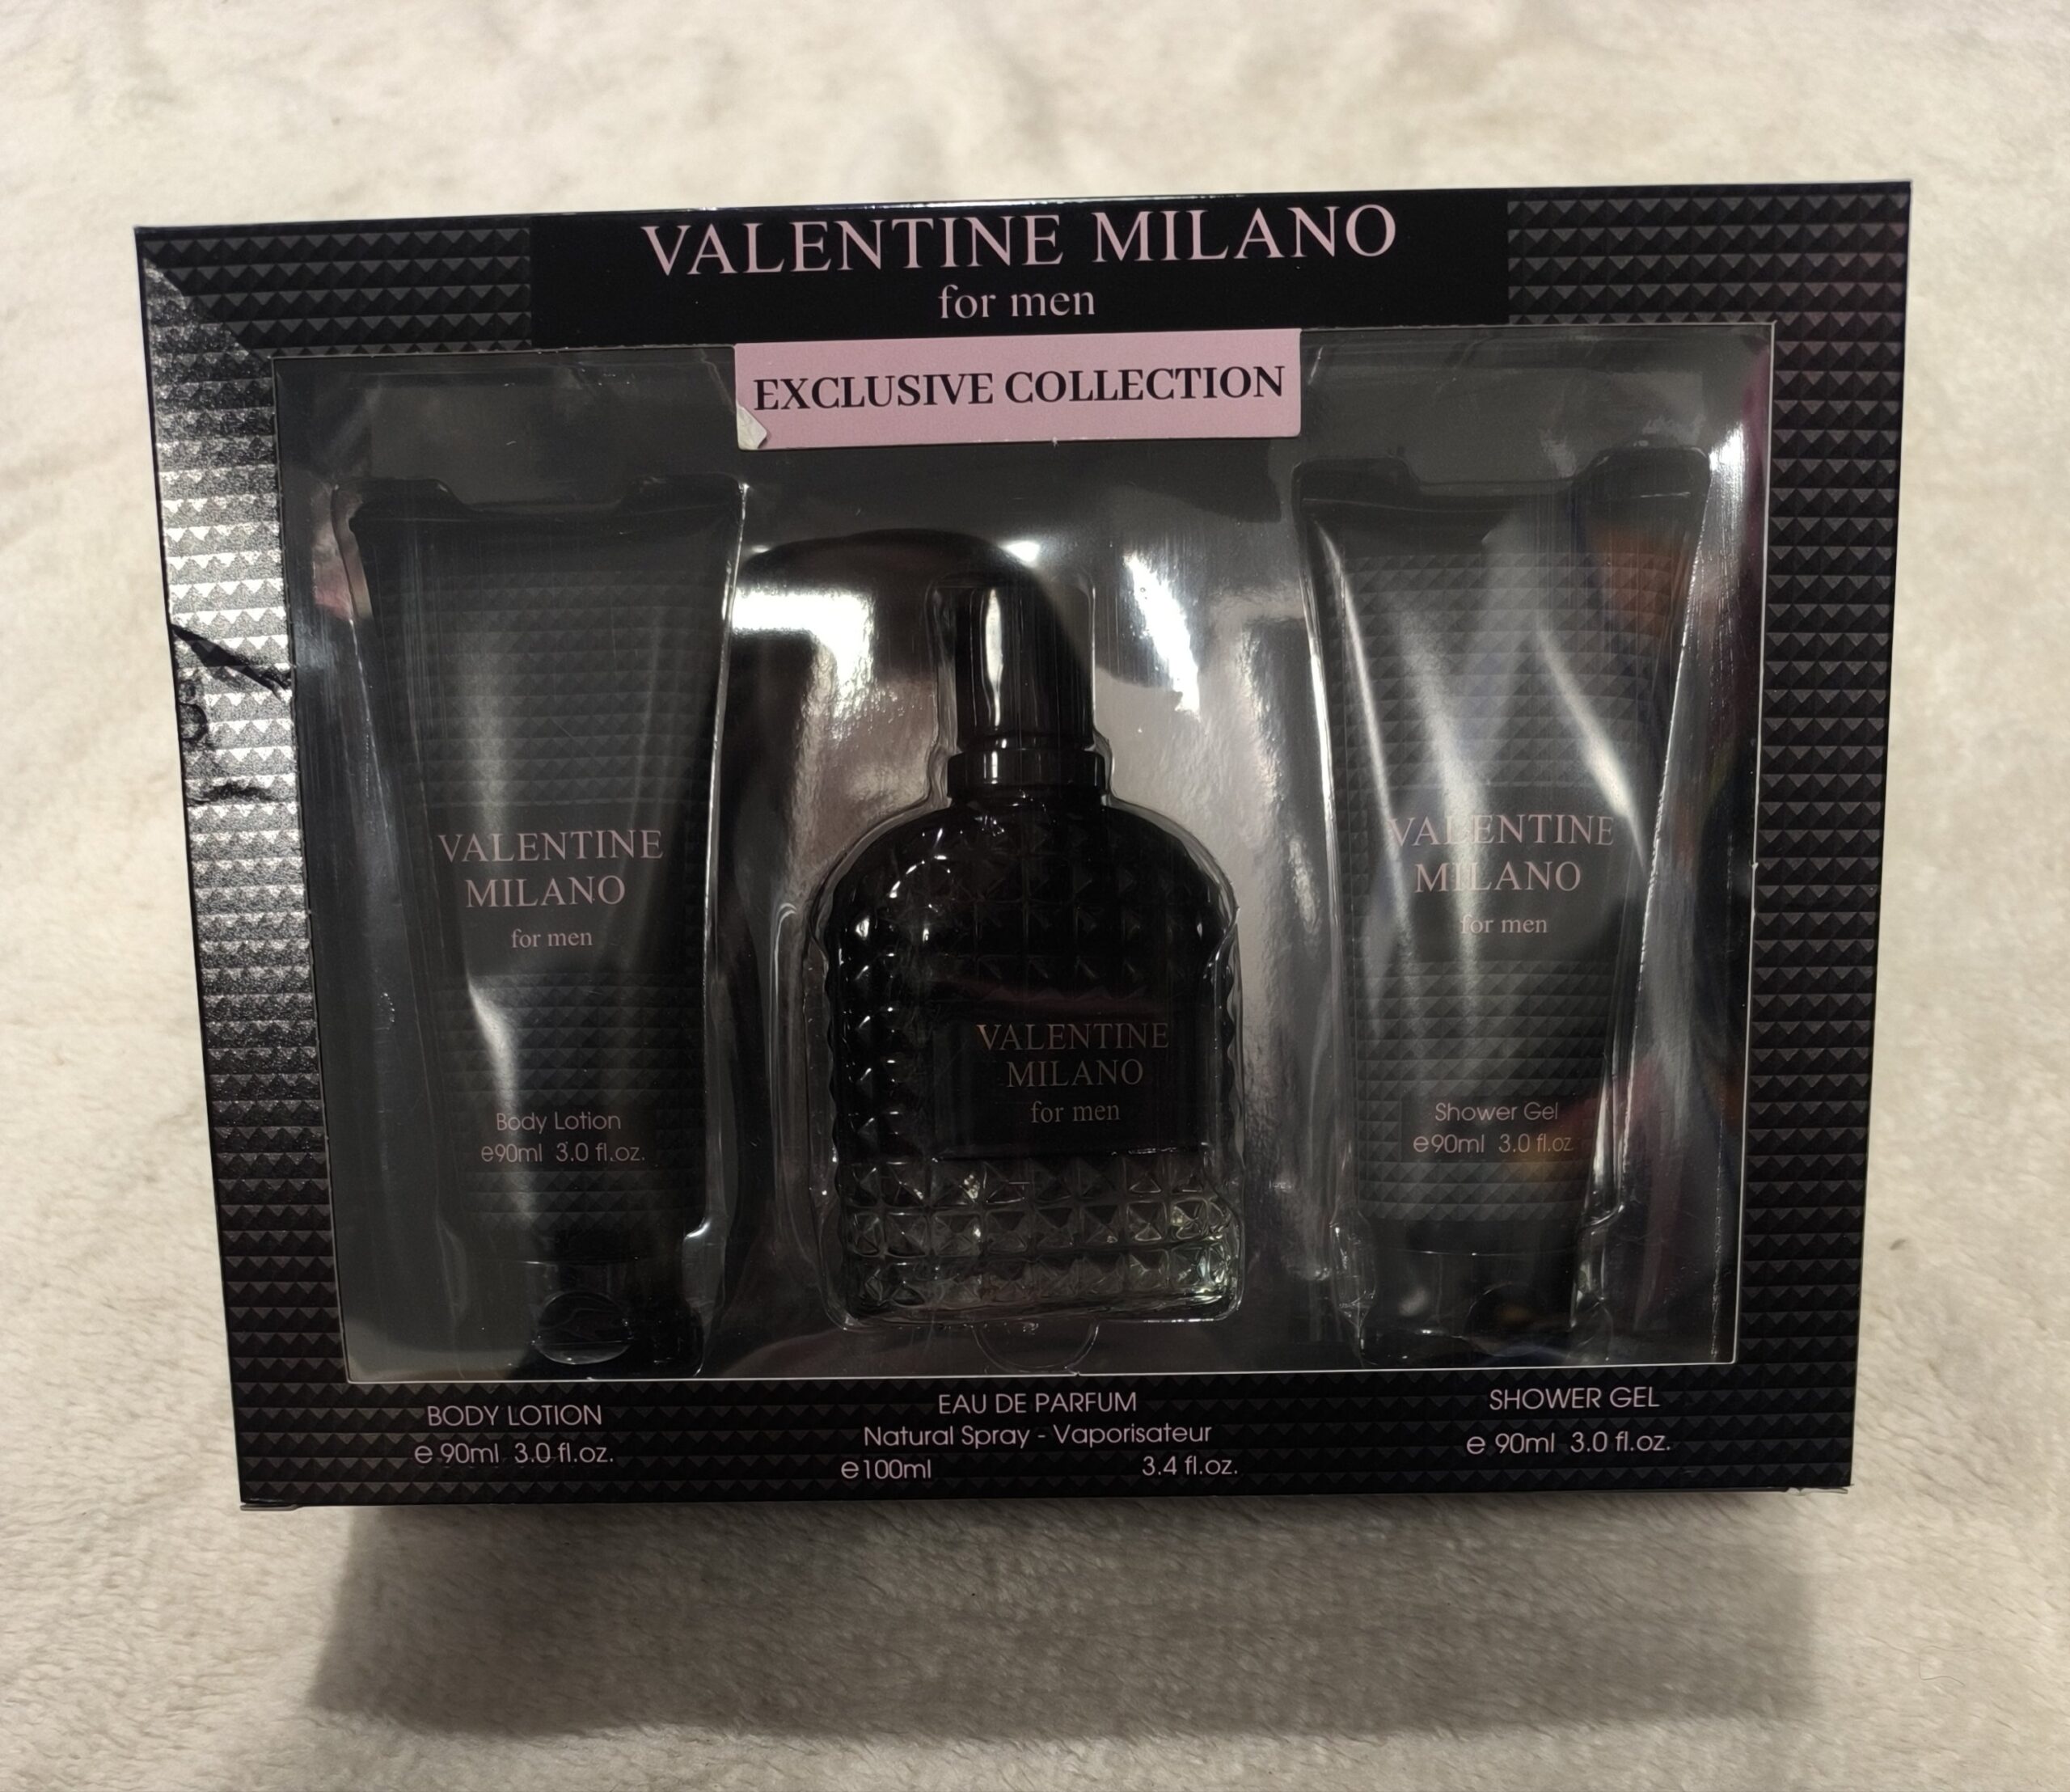 VALENTINE MILANO
for men
EXCLUSIVE COLLECTION
VALENTINE
MILANO
for men
Body Lotion
e90ml 3.0 fl.oz.
VALENTINE
MILANO
for men
VALENTINE
MILANO
for men
Shower Gel
e90ml 3.0 fl.oz
BODY LOTION
e 90ml 3.0 fl.oz.
EAU DE PARFUM
Natural Spray - Vaporisateur
e100ml 3.4 fl.oz.
SHOWER GEL
e 90ml 3.0 fl.oz.